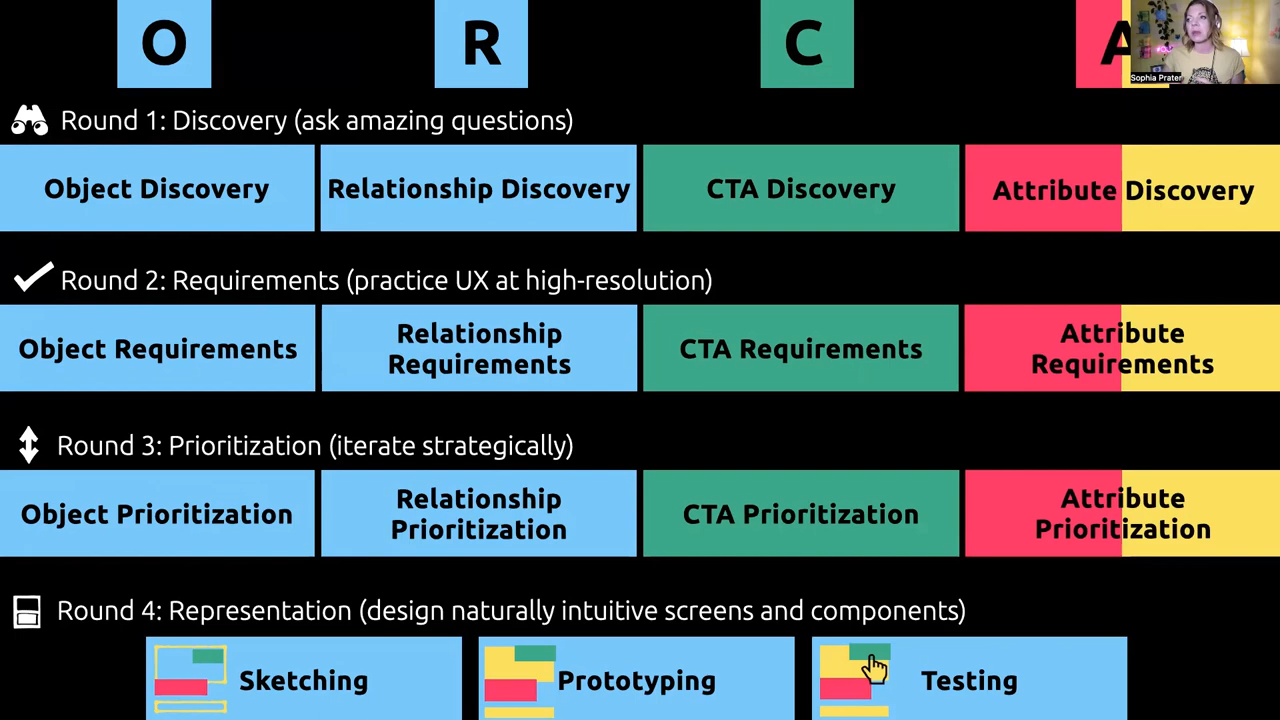 O R C A
Sophia Prater
Round 1: Discovery (ask amazing questions)
Object Discovery
Relationship Discovery
CTA Discovery
Attribute Discovery
Round 2: Requirements (practice UX at high-resolution)
Object Requirements
Relationship
Requirements
CTA Requirements
Attribute
Requirements
Round 3: Prioritization (iterate strategically)
Object Prioritization
Relationship
Prioritization
CTA Prioritization
Attribute
Prioritization
Round 4: Representation (design naturally intuitive screens and components)
Sketching
Prototyping
Testing